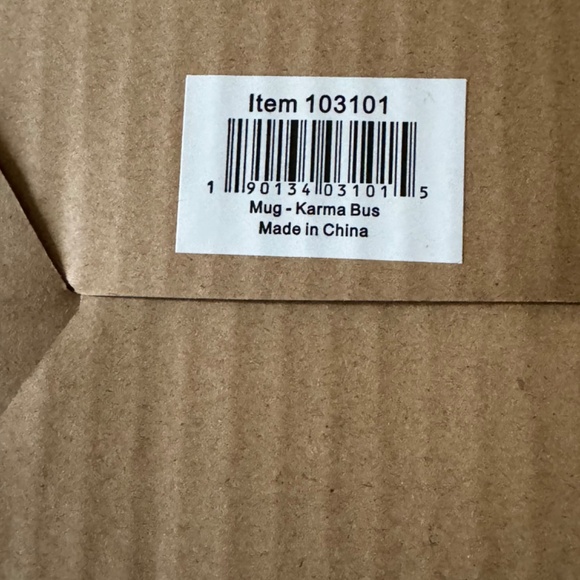 Item 103101
1 90134 03101 5
Mug - Karma Bus
Made in China